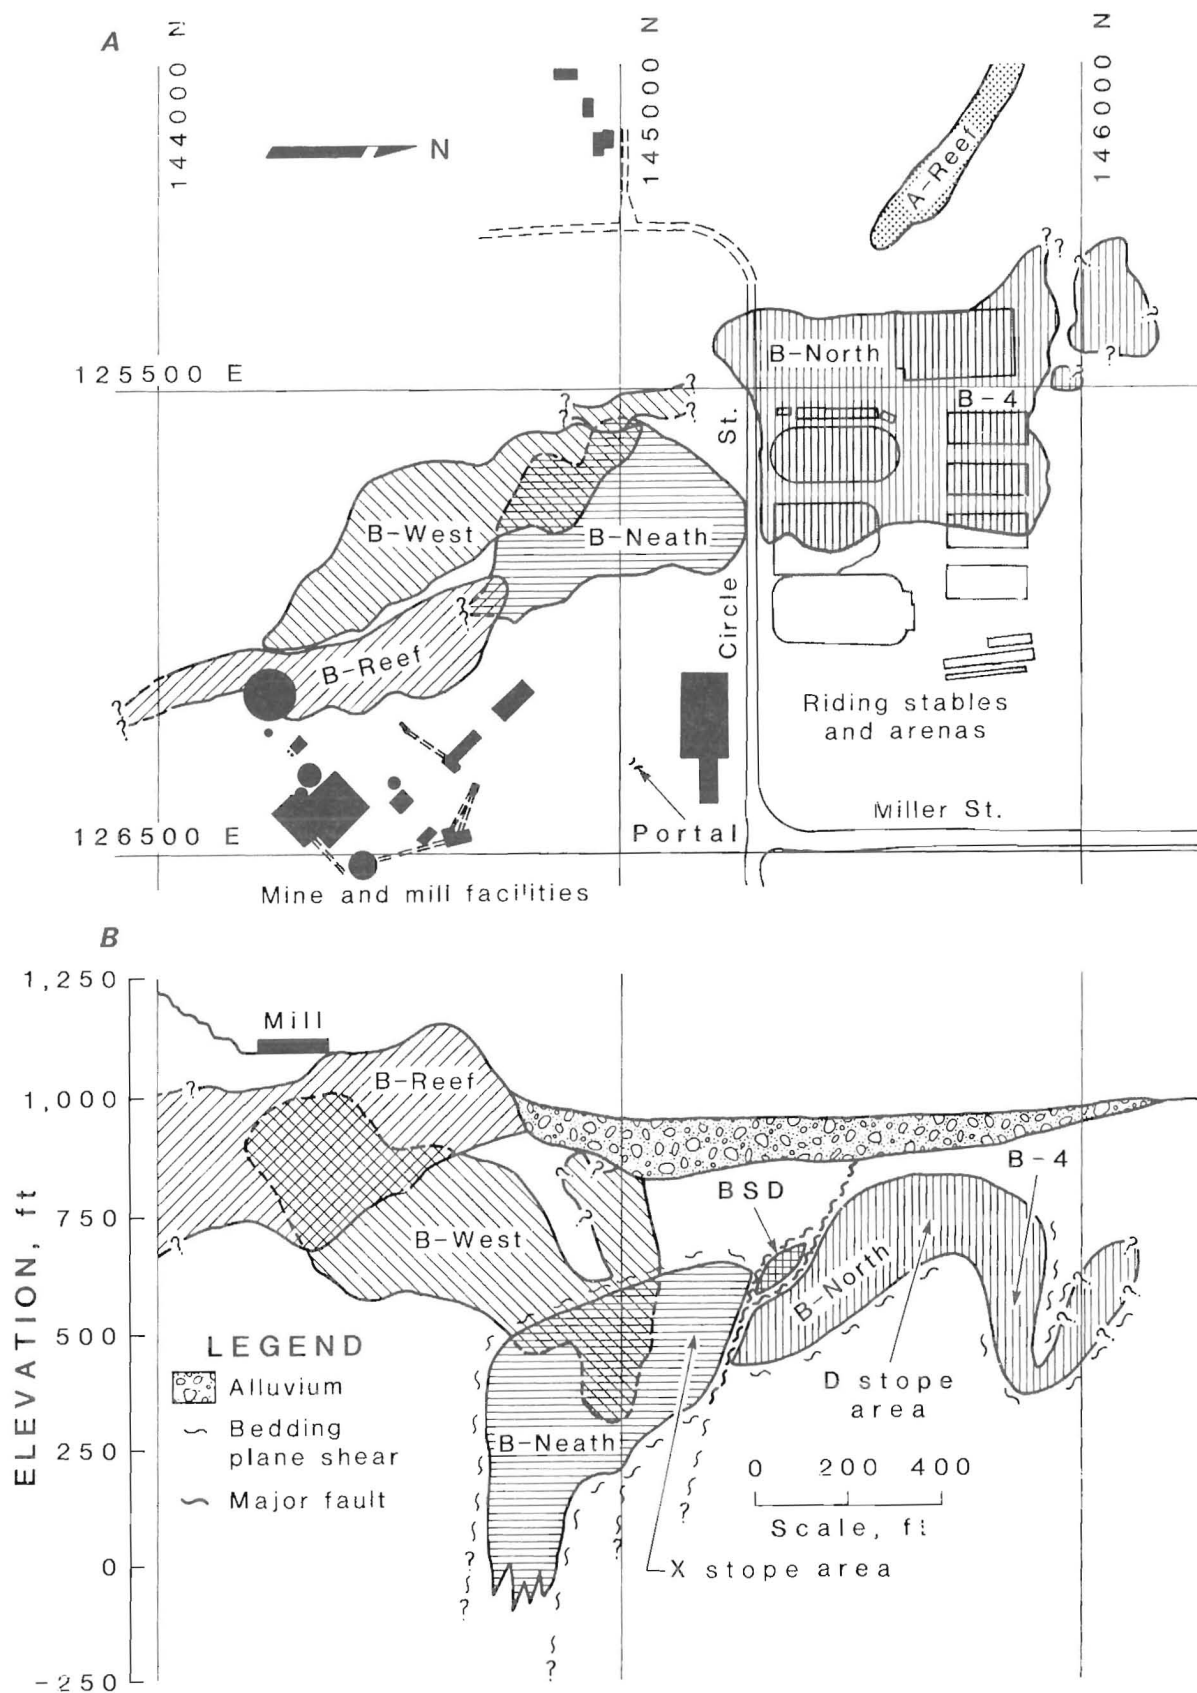 A
144000 N
145000 N
146000 N
N
A-Reef
B-North
125500 E
B-4
St.
B-West
B-Neath
B-Reef
Circle
Riding stables
and arenas
Miller St.
Portal
126500 E
Mine and mill facilities
B
1,250
Mill
B-Reef
1,000
B-4
BSD
750
B-West
B-North
500
LEGEND
Alluvium
D stope
area
Bedding
plane shear
B-Neath
250
0 200 400
Major fault
Scale, ft
0
X stope area
-250
ELEVATION, ft